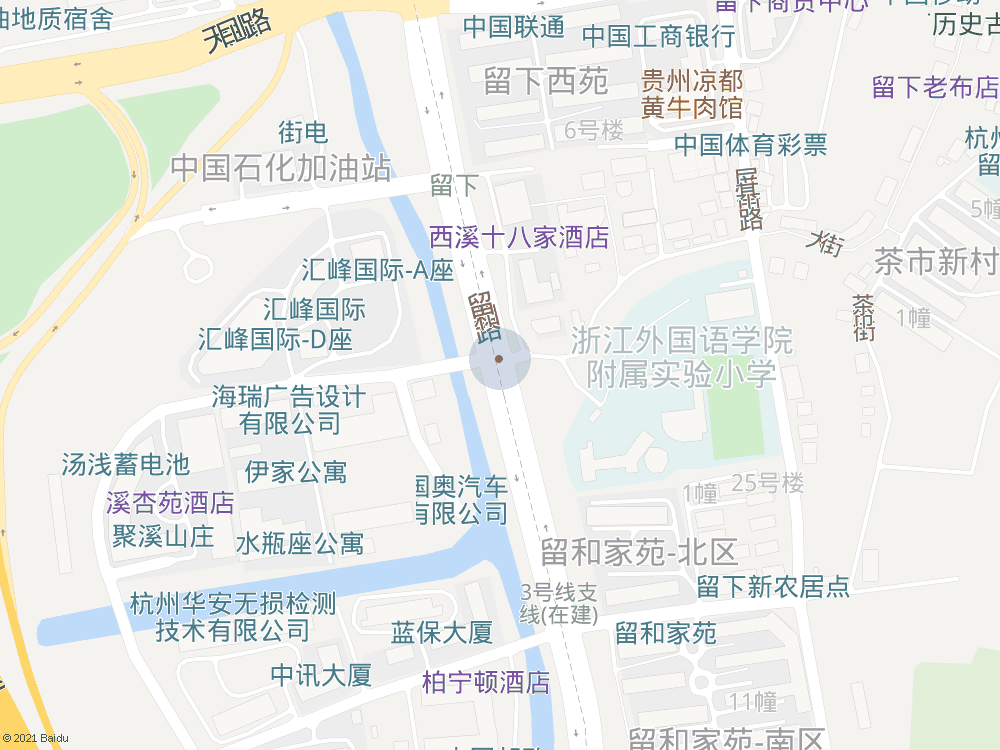 油地质宿舍
天目山路
中国联通
中国工商银行
留下商贸中心
历史古
留下西苑
贵州凉都
黄牛肉馆
留下老布店
6号楼
街电
中国体育彩票
杭州
留
中国石化加油站
留下
屏基路
5幢
西溪十八家酒店
大街
茶市新村
汇峰国际-A座
汇峰国际
留和路
茶市街
1幢
汇峰国际-D座
浙江外国语学院
附属实验小学
海瑞广告设计
有限公司
汤浅蓄电池
伊家公寓
国奥汽车
有限公司
1幢
25号楼
溪杏苑酒店
聚溪山庄
水瓶座公寓
留和家苑-北区
3号线支
线(在建)
留下新农居点
杭州华安无损检测
技术有限公司
蓝保大厦
留和家苑
中讯大厦
柏宁顿酒店
11幢
留和家苑-南区
© 2021 Baidu